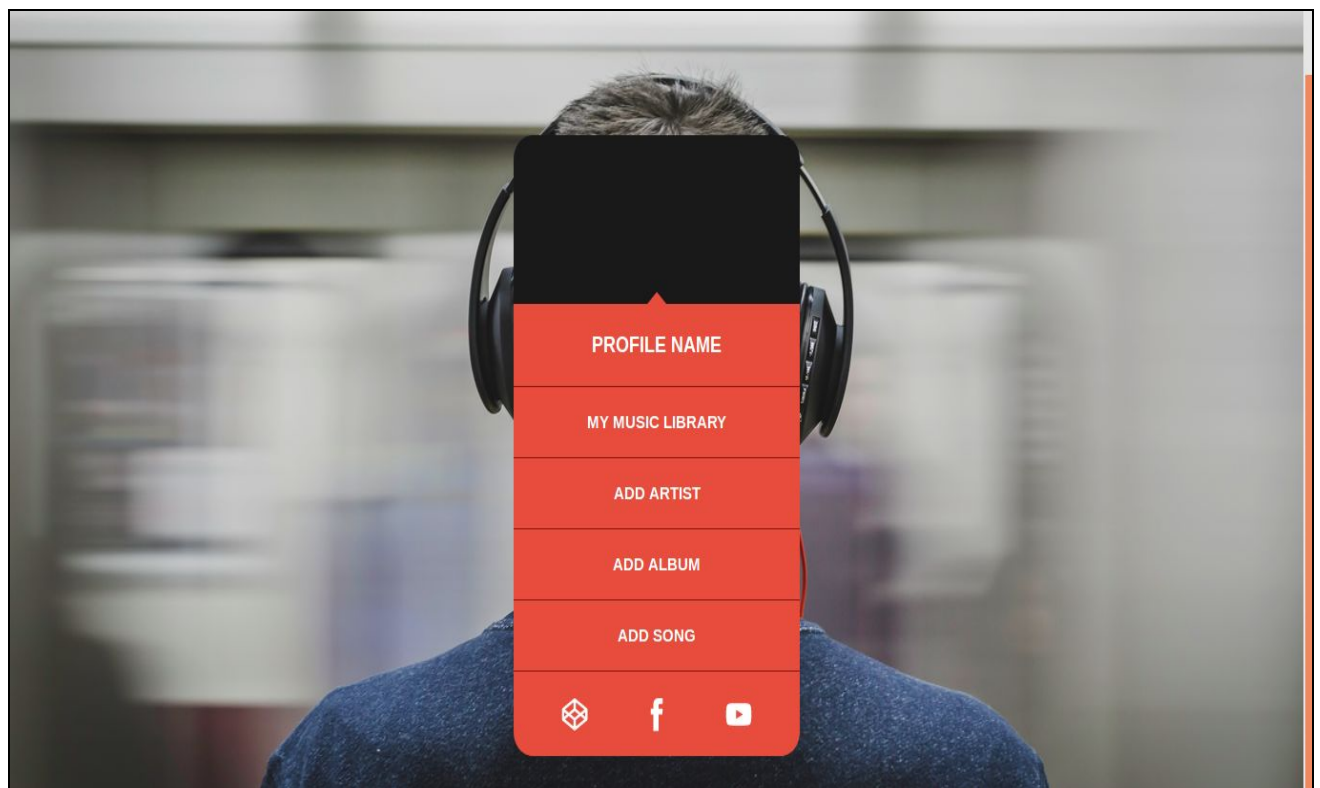 PROFILE NAME
MY MUSIC LIBRARY
ADD ARTIST
ADD ALBUM
ADD SONG